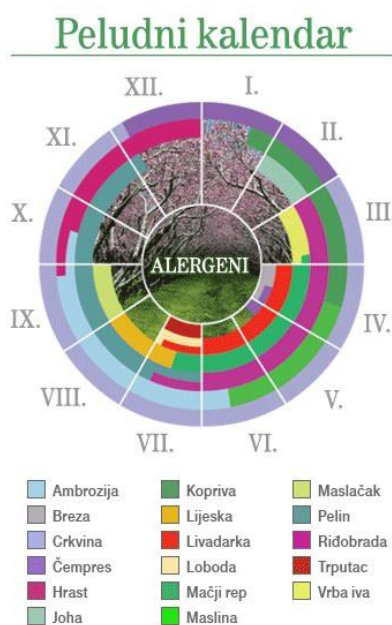 Peludni kalendar
XII.
I.
XI.
II.
X.
III.
ALERGENI
IX.
IV.
VIII.
V.
VII.
VI.
Ambrozija
Breza
Crkvina
Čempres
Hrast
Joha
Kopriva
Lijeska
Livadarka
Loboda
Mačji rep
Maslina
Maslačak
Pelin
Riđobrada
Trputac
Vrba iva